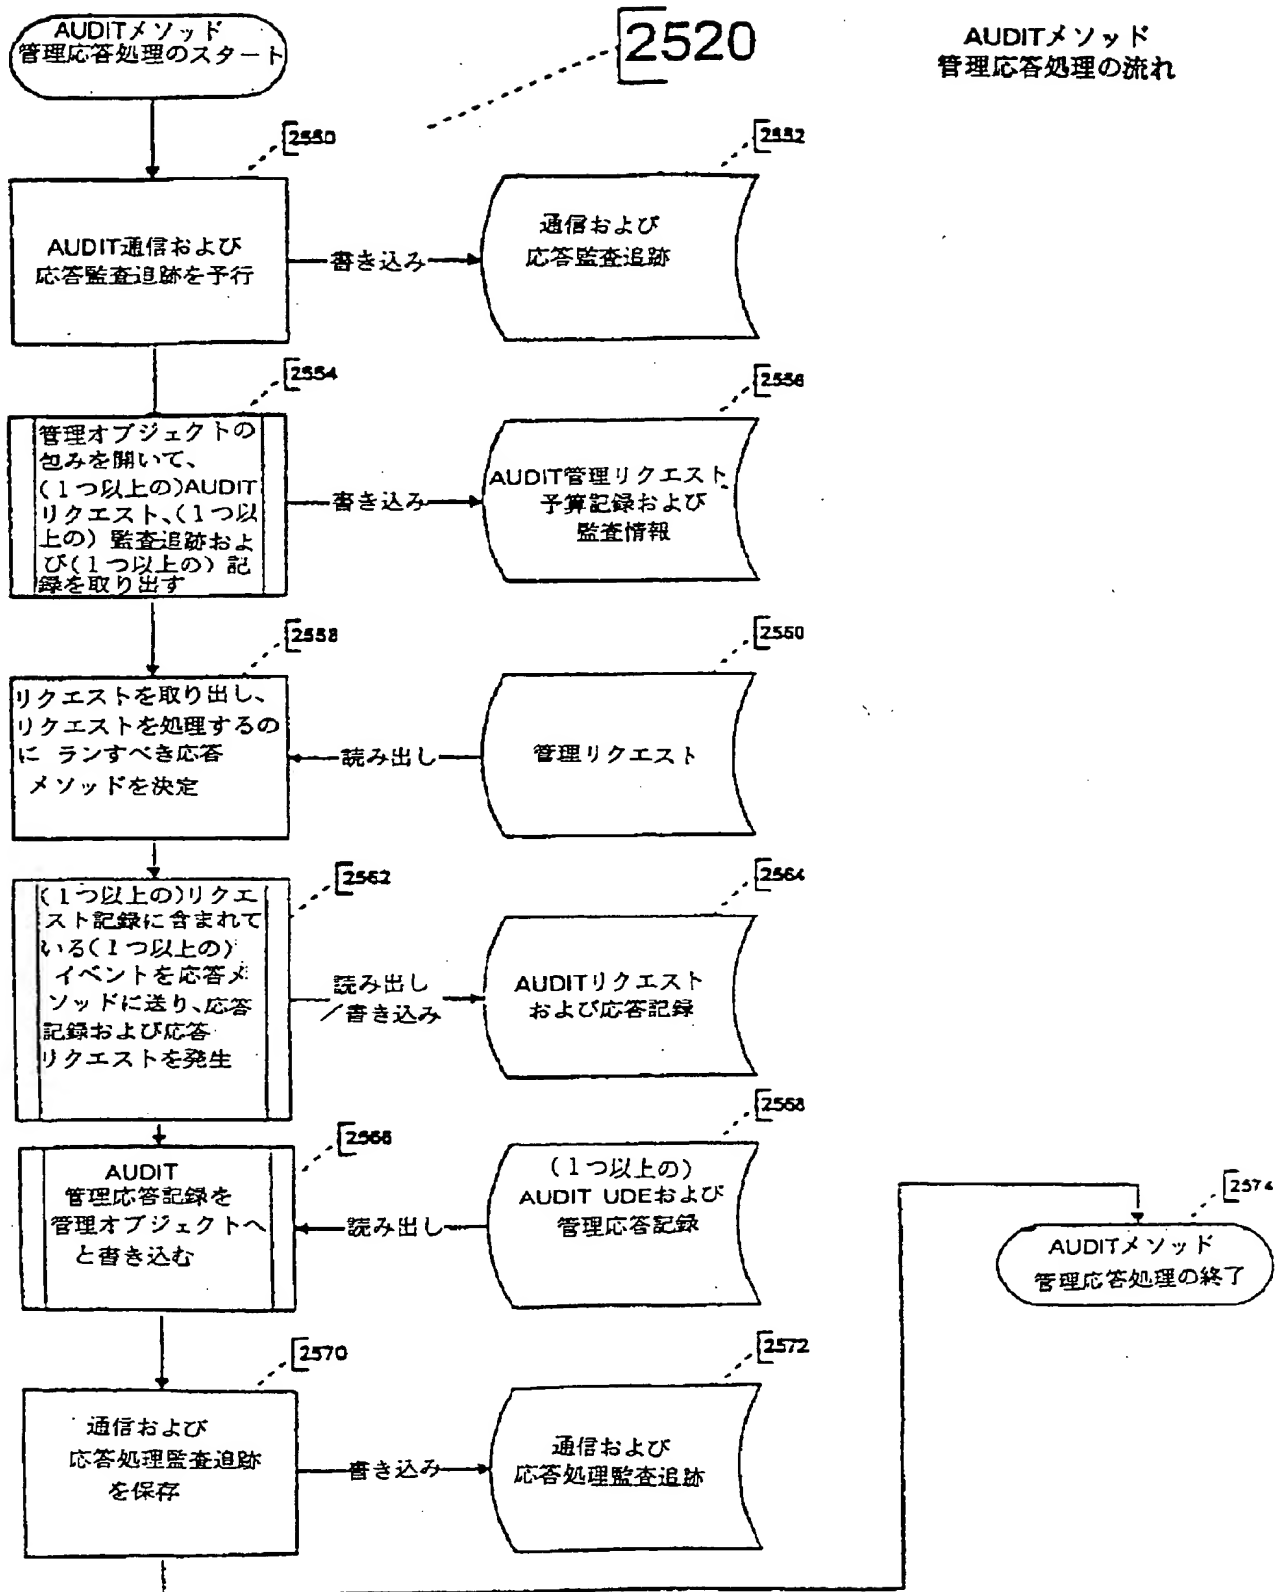 AUDITメソッド
管理応答処理のスタート
2520
AUDITメソッド
管理応答処理の流れ
2550
AUDIT通信および
応答監査追跡を予行
書き込み
2552
通信および
応答監査追跡
2554
管理オブジェクトの
包みを開いて、
(1つ以上の)AUDIT
リクエスト、(1つ以
上の) 監査追跡およ
び(1つ以上の) 記
録を取り出す
書き込み
2556
AUDIT管理リクエスト
予算記録および
監査情報
2558
リクエストを取り出し、
リクエストを処理するの
に ランすべき応答
メソッドを決定
読み出し
2560
管理リクエスト
2562
(1つ以上の)リクエ
スト記録に含まれて
いる(1つ以上の)
イベントを応答メ
ソッドに送り、応答
記録および応答
リクエストを発生
読み出し
/書き込み
2564
AUDITリクエスト
および応答記録
2566
AUDIT
管理応答記録を
管理オブジェクトへ
と書き込む
読み出し
2568
(1つ以上の)
AUDIT UDEおよび
管理応答記録
2570
通信および
応答処理監査追跡
を保存
書き込み
2572
通信および
応答処理監査追跡
2574
AUDITメソッド
管理応答処理の終了